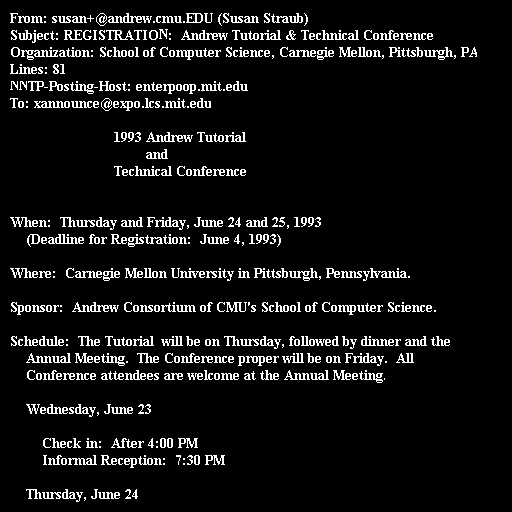 From: susan+@andrew.cmu.EDU (Susan Straub)
Subject: REGISTRATION:  Andrew Tutorial & Technical Conference
Organization: School of Computer Science, Carnegie Mellon, Pittsburgh, PA
Lines: 81
NNTP-Posting-Host: enterpoop.mit.edu
To: xannounce@expo.lcs.mit.edu
1993 Andrew Tutorial
and
Technical Conference
When:  Thursday and Friday, June 24 and 25, 1993
(Deadline for Registration:  June 4, 1993)
Where:  Carnegie Mellon University in Pittsburgh, Pennsylvania.
Sponsor:  Andrew Consortium of CMU's School of Computer Science.
Schedule:  The Tutorial  will be on Thursday, followed by dinner and the
Annual Meeting.  The Conference proper will be on Friday.  All
Conference attendees are welcome at the Annual Meeting.
Wednesday, June 23
Check in:  After 4:00 PM
Informal Reception:  7:30 PM
Thursday, June 24